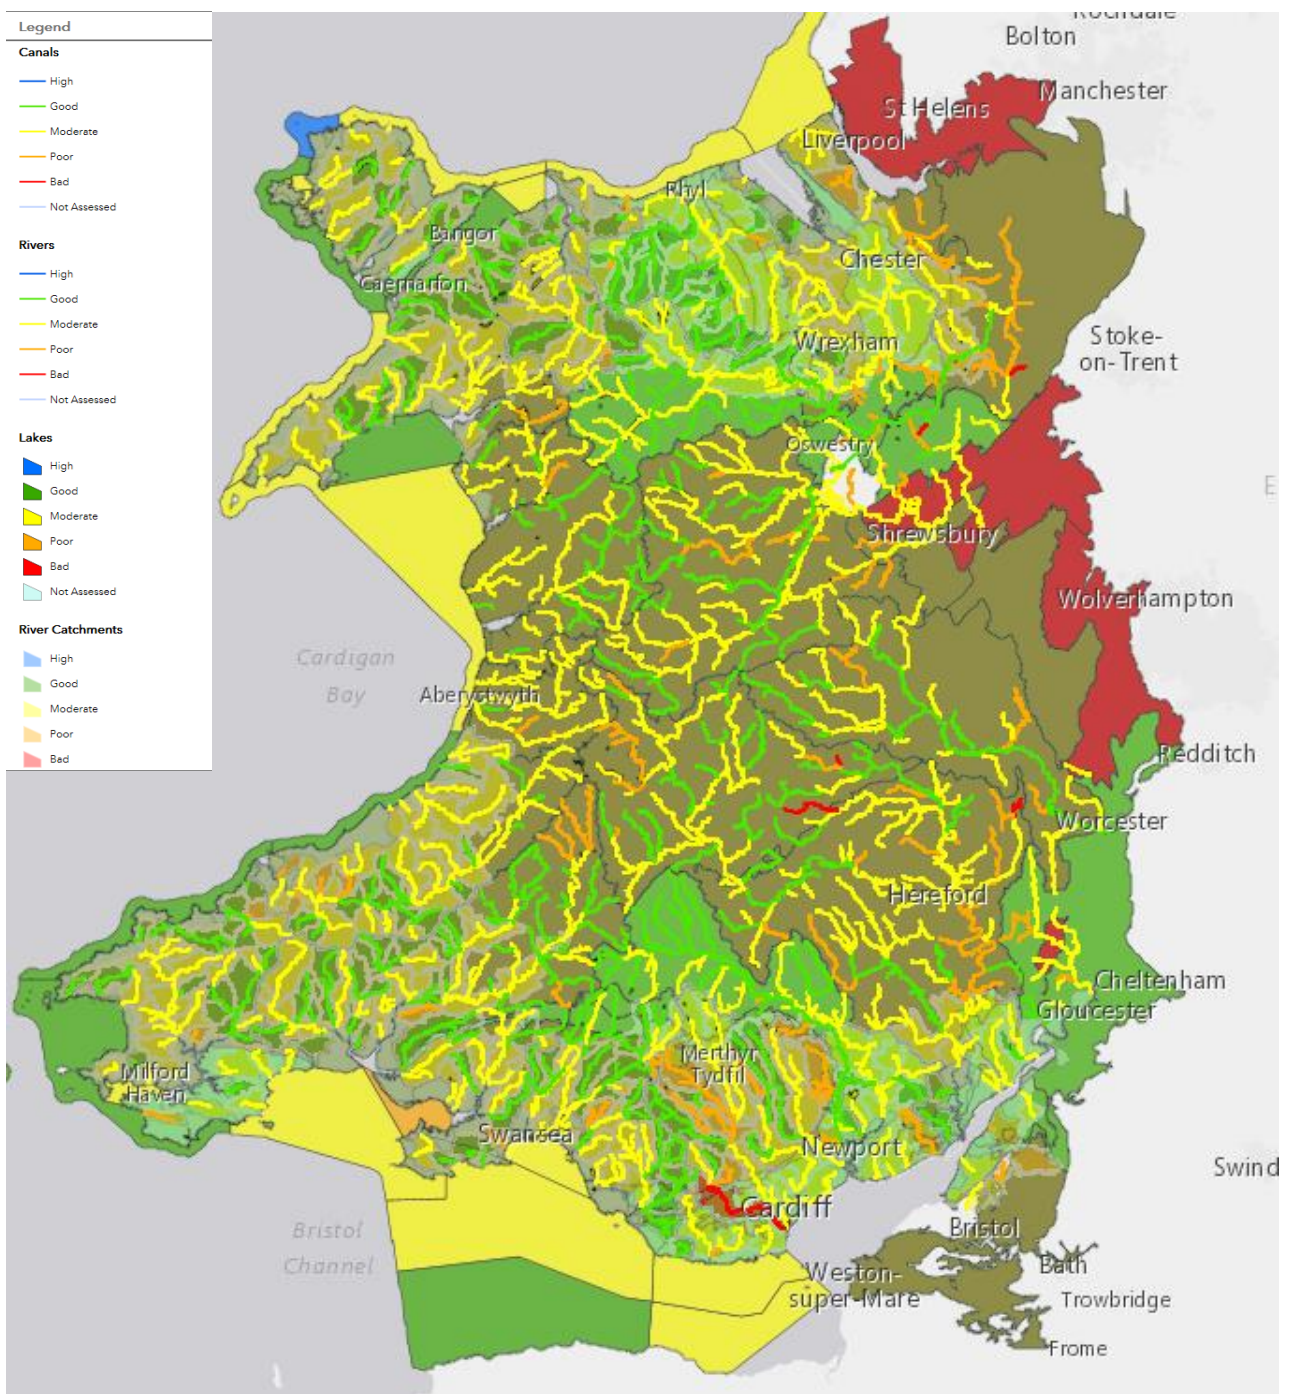 Legend
Canals
High
Good
Moderate
Poor
Bad
Not Assessed
Rivers
High
Good
Moderate
Poor
Bad
Not Assessed
Lakes
High
Good
Moderate
Poor
Bad
Not Assessed
River Catchments
High
Good
Moderate
Poor
Bad
Rochdale
Bolton
Manchester
St Helens
Liverpool
Rhyl
Bangor
Chester
Caernarfon
Wrexham
Stoke-
on-Trent
Oswestry
E
Shrewsbury
Wolverhampton
Cardigan
Bay
Aberystwyth
Redditch
Worcester
Hereford
Cheltenham
Gloucester
Merthyr
Tydfil
Milford
Haven
Swansea
Newport
Swind
Cardiff
Bristol
Bristol
Channel
Bath
Weston-
super-Mare
Trowbridge
Frome